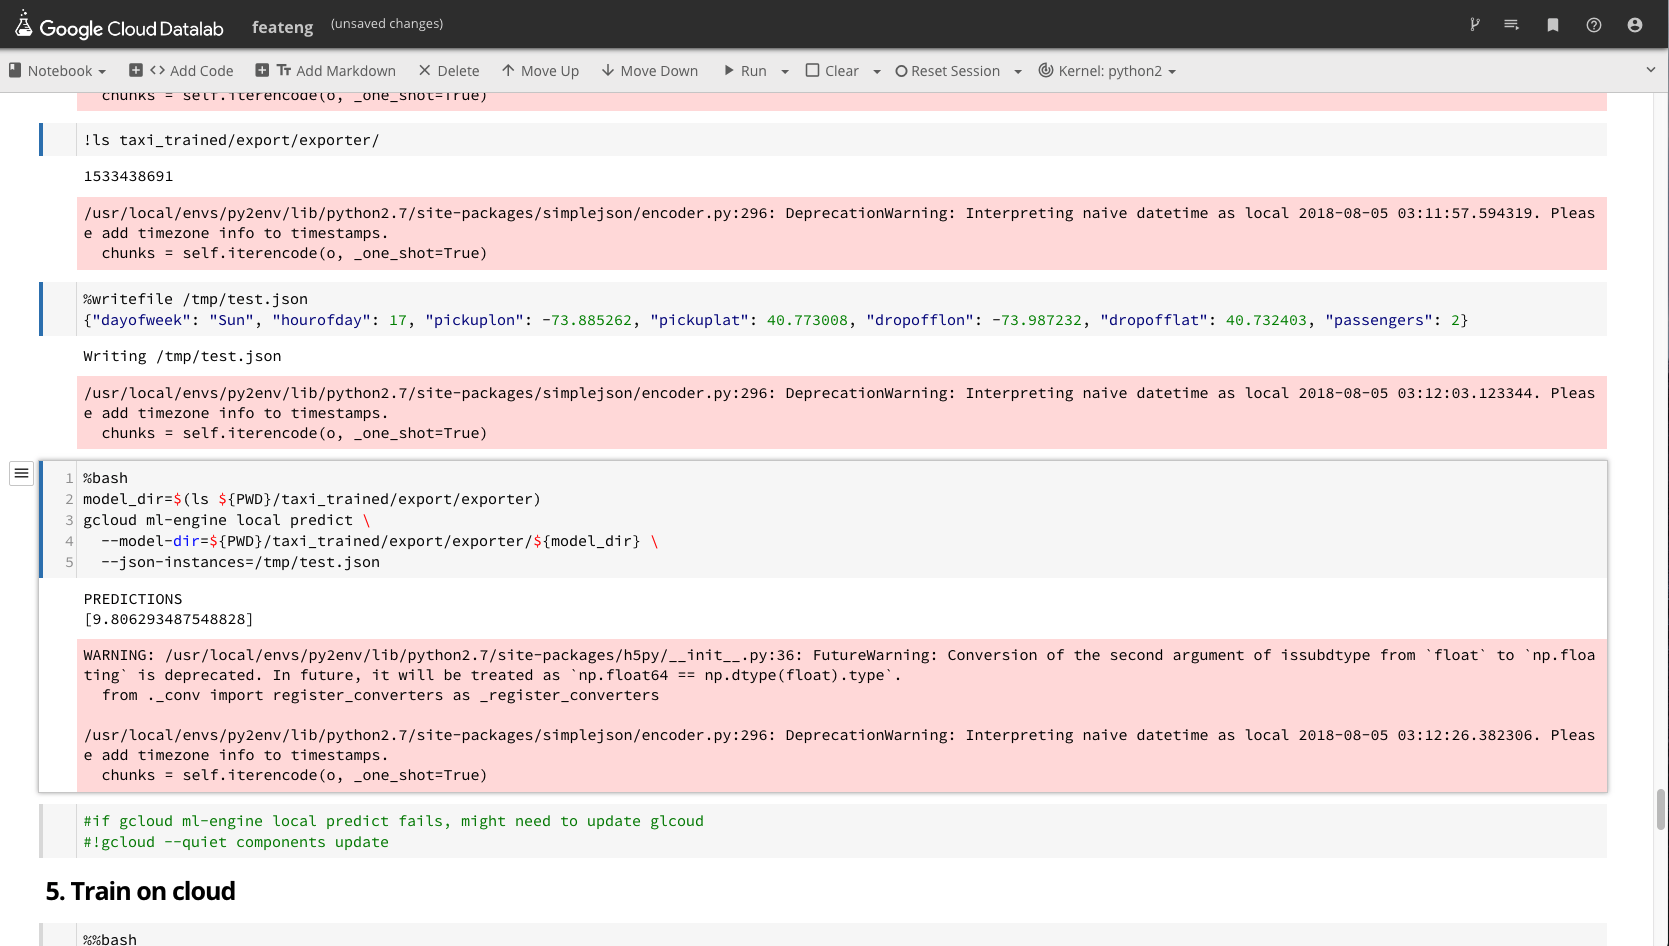 Google Cloud Datalab feateng (unsaved changes)
Notebook <> Add Code Tт Add Markdown Delete Move Up Move Down Run Clear Reset Session Kernel: python2
chunks = self.iterencode(o, _one_shot=True)
!ls taxi_trained/export/exporter/
1533438691
/usr/local/envs/py2env/lib/python2.7/site-packages/simplejson/encoder.py:296: DeprecationWarning: Interpreting naive datetime as local 2018-08-05 03:11:57.594319. Pleas
e add timezone info to timestamps.
  chunks = self.iterencode(o, _one_shot=True)
%writefile /tmp/test.json
{"dayofweek": "Sun", "hourofday": 17, "pickuplon": -73.885262, "pickuplat": 40.773008, "dropofflon": -73.987232, "dropofflat": 40.732403, "passengers": 2}
Writing /tmp/test.json
/usr/local/envs/py2env/lib/python2.7/site-packages/simplejson/encoder.py:296: DeprecationWarning: Interpreting naive datetime as local 2018-08-05 03:12:03.123344. Pleas
e add timezone info to timestamps.
  chunks = self.iterencode(o, _one_shot=True)
1 %bash
2 model_dir=$(ls ${PWD}/taxi_trained/export/exporter)
3 gcloud ml-engine local predict \
4   --model-dir=${PWD}/taxi_trained/export/exporter/${model_dir} \
5   --json-instances=/tmp/test.json
PREDICTIONS
[9.806293487548828]
WARNING: /usr/local/envs/py2env/lib/python2.7/site-packages/h5py/__init__.py:36: FutureWarning: Conversion of the second argument of issubdtype from `float` to `np.floa
ting` is deprecated. In future, it will be treated as `np.float64 == np.dtype(float).type`.
  from ._conv import register_converters as _register_converters
/usr/local/envs/py2env/lib/python2.7/site-packages/simplejson/encoder.py:296: DeprecationWarning: Interpreting naive datetime as local 2018-08-05 03:12:26.382306. Pleas
e add timezone info to timestamps.
  chunks = self.iterencode(o, _one_shot=True)
#if gcloud ml-engine local predict fails, might need to update glcoud
#!gcloud --quiet components update
5. Train on cloud
%%bash